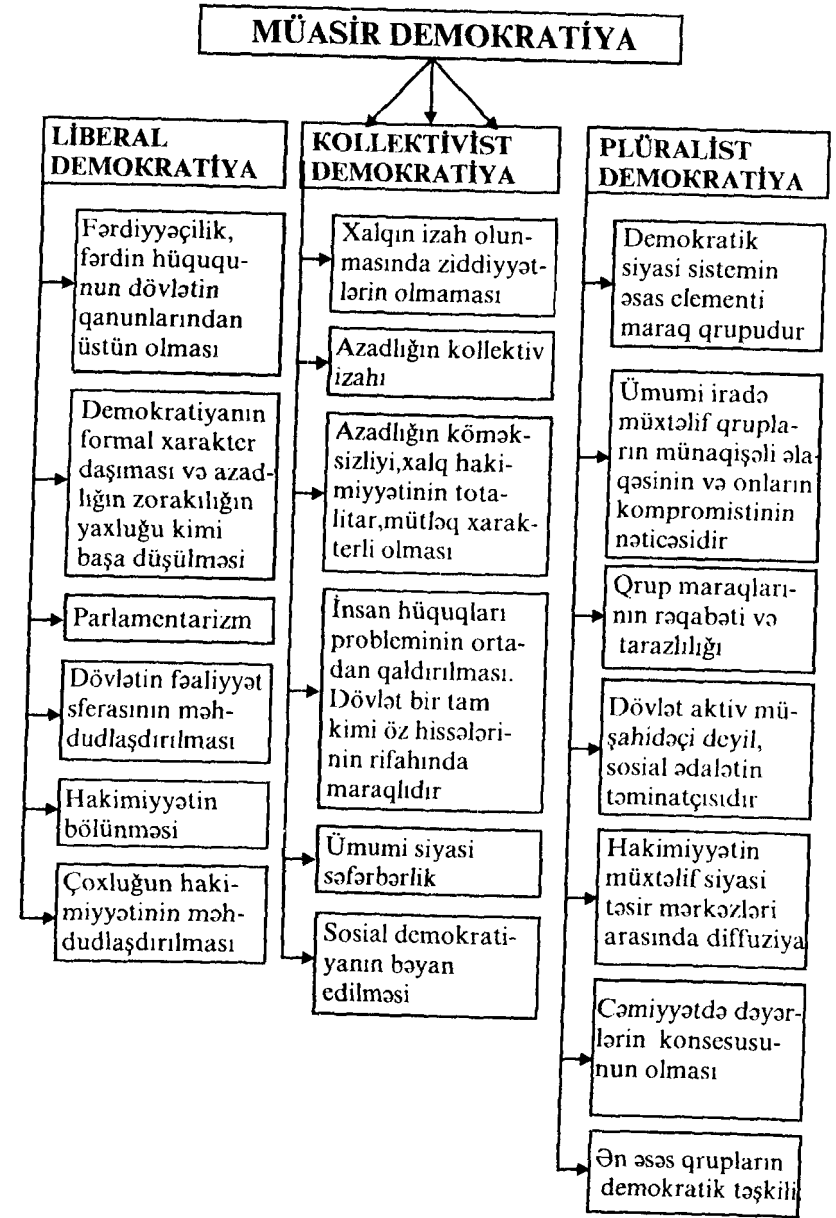 MÜASİR DEMOKRATİYA
LİBERAL
DEMOKRATİYA
Fərdiyyəçilik,
fərdin hüququ-
nun dövlətin
qanunlarından
üstün olması
Demokratiyanın
formal xarakter
daşıması və azad-
lığın zorakılığın
yaxluğu kimi
başa düşülməsi
Parlamentarizm
Dövlətin fəaliyyət
sferasının məh-
dudlaşdırılması
Hakimiyyətin
bölünməsi
Çoxluğun haki-
miyyətinin məh-
dudlaşdırılması
KOLLEKTİVİST
DEMOKRATİYA
Xalqın izah olun-
masında ziddiyyət-
lərin olmaması
Azadlığın kollektiv
izahı
Azadlığın kömək-
sizliyi,xalq haki-
miyyətinin tota-
litar,mütləq xarak-
terli olması
İnsan hüquqları
probleminin orta-
dan qaldırılması.
Dövlət bir tam
kimi öz hissələri-
nin rifahında
maraqlıdır
Ümumi siyasi
səfərbərlik
Sosial demokrati-
yanın bəyan
edilməsi
PLÜRALİST
DEMOKRATİYA
Demokratik
siyasi sistemin
əsas elementi
maraq qrupudur
Ümumi iradə
müxtəlif qrupla-
rın münaqişəli əla-
qəsinin və onların
kompromistinin
nəticəsidir
Qrup maraqları-
nın rəqabəti və
tarazlılığı
Dövlət aktiv mü-
şahidəçi deyil,
sosial ədalətin
təminatçısıdır
Hakimiyyətin
müxtəlif siyasi
təsir mərkəzləri
arasında diffuziya
Cəmiyyətdə dəyər-
lərin konsesusu-
nun olması
Ən əsəs qrupların
demokratik təşkili